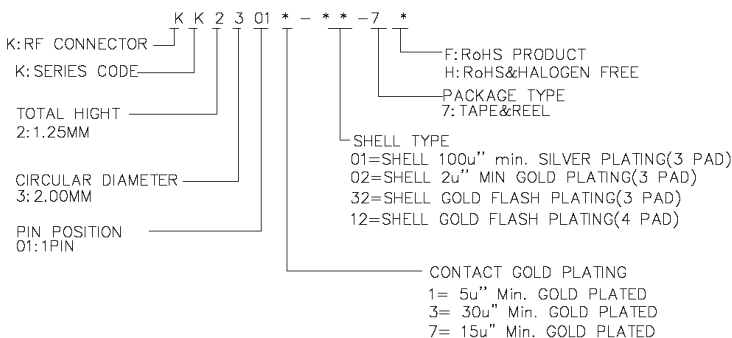 K K 2 3 01 * - * * - 7 *
K:RF CONNECTOR
K:SERIES CODE
TOTAL HIGHT
2:1.25MM
CIRCULAR DIAMETER
3:2.00MM
PIN POSITION
01:1PIN
F:RoHS PRODUCT
H:RoHS&HALOGEN FREE
PACKAGE TYPE
7:TAPE&REEL
SHELL TYPE
01=SHELL 100u" min. SILVER PLATING(3 PAD)
02=SHELL 2u" MIN GOLD PLATING(3 PAD)
32=SHELL GOLD FLASH PLATING(3 PAD)
12=SHELL GOLD FLASH PLATING(4 PAD)
CONTACT GOLD PLATING
1= 5u" Min. GOLD PLATED
3= 30u" Min. GOLD PLATED
7= 15u" Min. GOLD PLATED